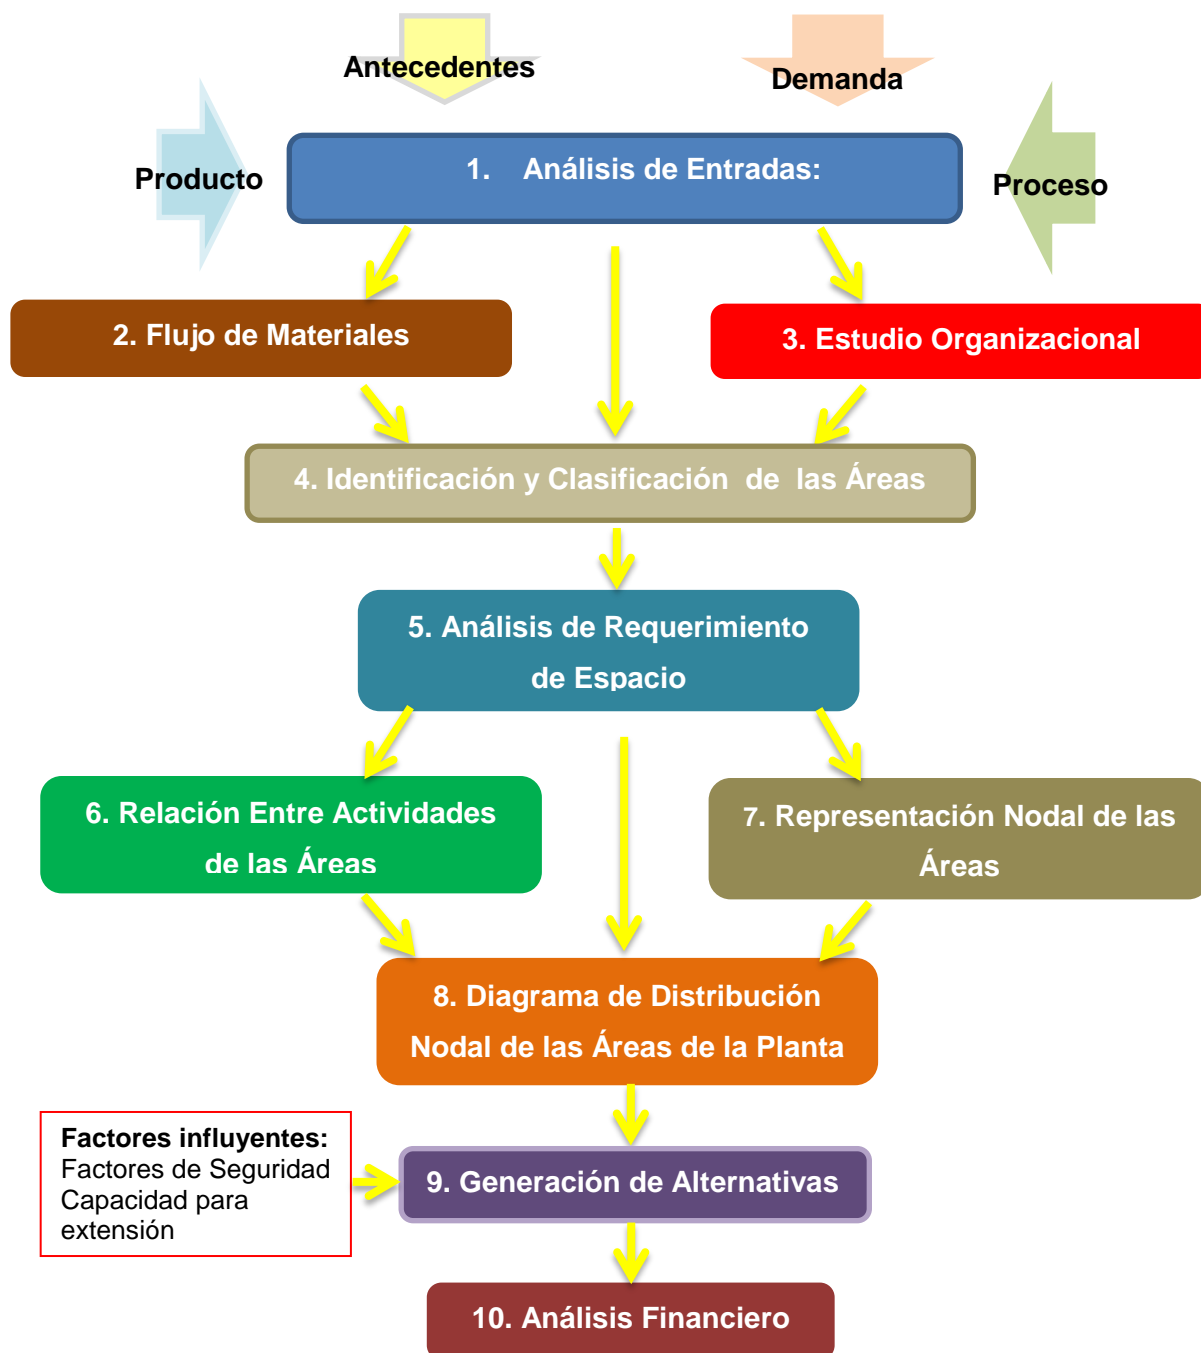 Antecedentes
Demanda
Producto
1. Análisis de Entradas:
Proceso
2. Flujo de Materiales
3. Estudio Organizacional
4. Identificación y Clasificación de las Áreas
5. Análisis de Requerimiento
de Espacio
6. Relación Entre Actividades
de las Áreas
7. Representación Nodal de las
Áreas
8. Diagrama de Distribución
Nodal de las Áreas de la Planta
Factores influyentes:
Factores de Seguridad
Capacidad para
extensión
9. Generación de Alternativas
10. Análisis Financiero